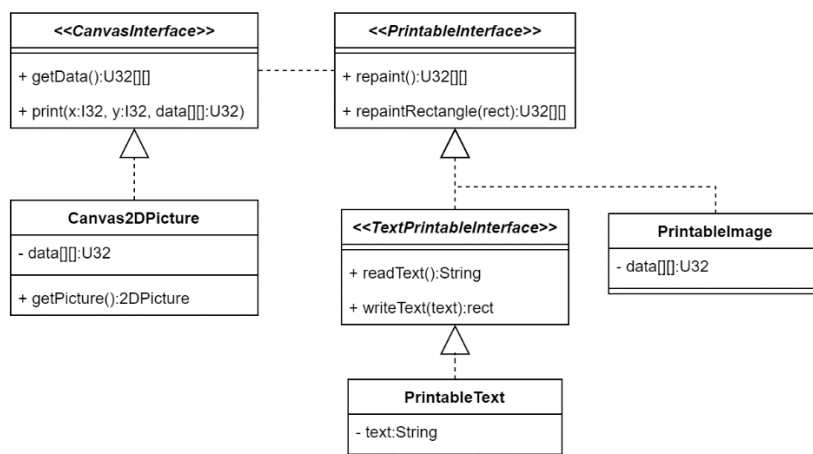 <<CanvasInterface>>
+ getData():U32[][]
+ print(x:I32, y:I32, data[][]:U32)
<<PrintableInterface>>
+ repaint():U32[][]
+ repaintRectangle(rect):U32[][]
Canvas2DPicture
- data[][]:U32
+ getPicture():2DPicture
<<TextPrintableInterface>>
+ readText():String
+ writeText(text):rect
PrintableImage
- data[][]:U32
PrintableText
- text:String